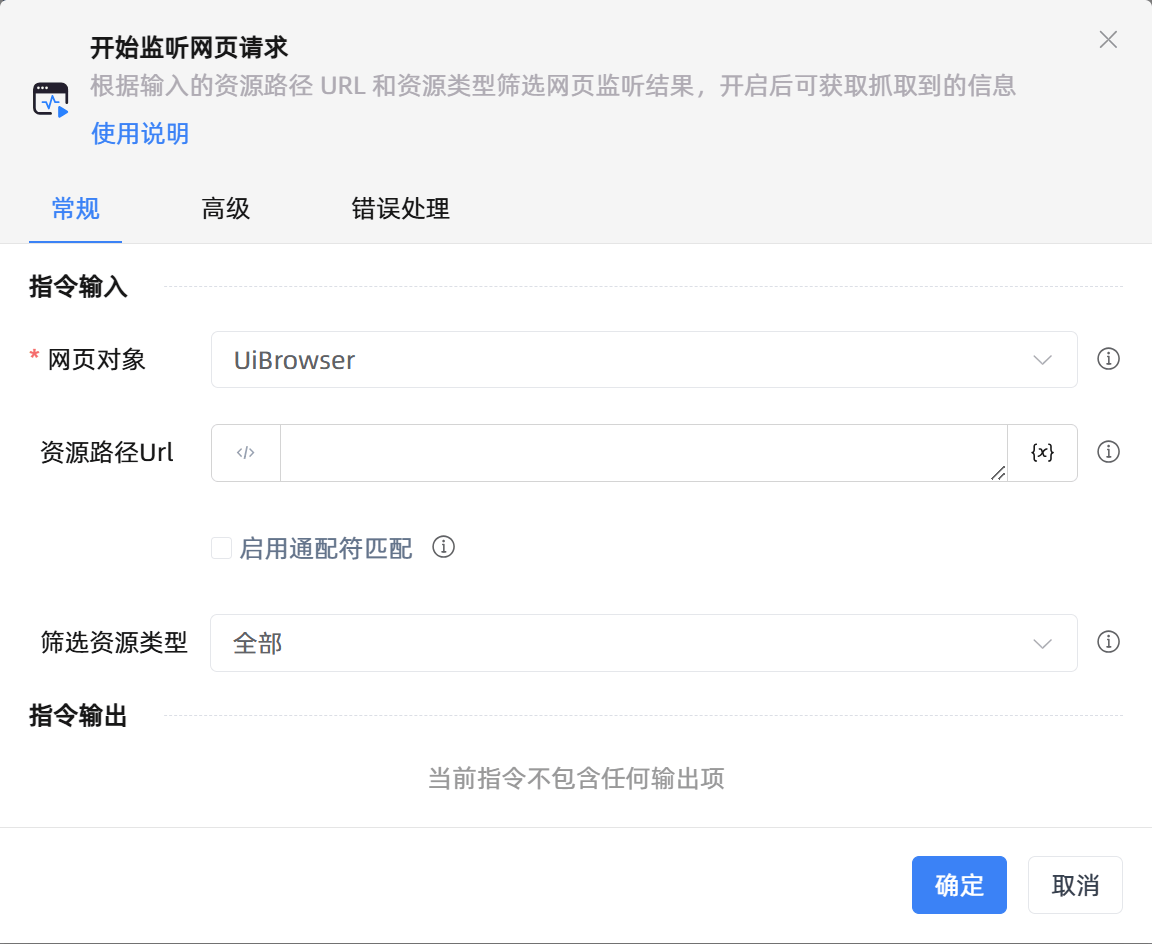 开始监听网页请求
根据输入的资源路径 URL 和资源类型筛选网页监听结果，开启后可获取抓取到的信息
使用说明
常规 高级 错误处理
指令输入
* 网页对象 UiBrowser
资源路径Url </> {x}
启用通配符匹配
筛选资源类型 全部
指令输出
当前指令不包含任何输出项
确定 取消